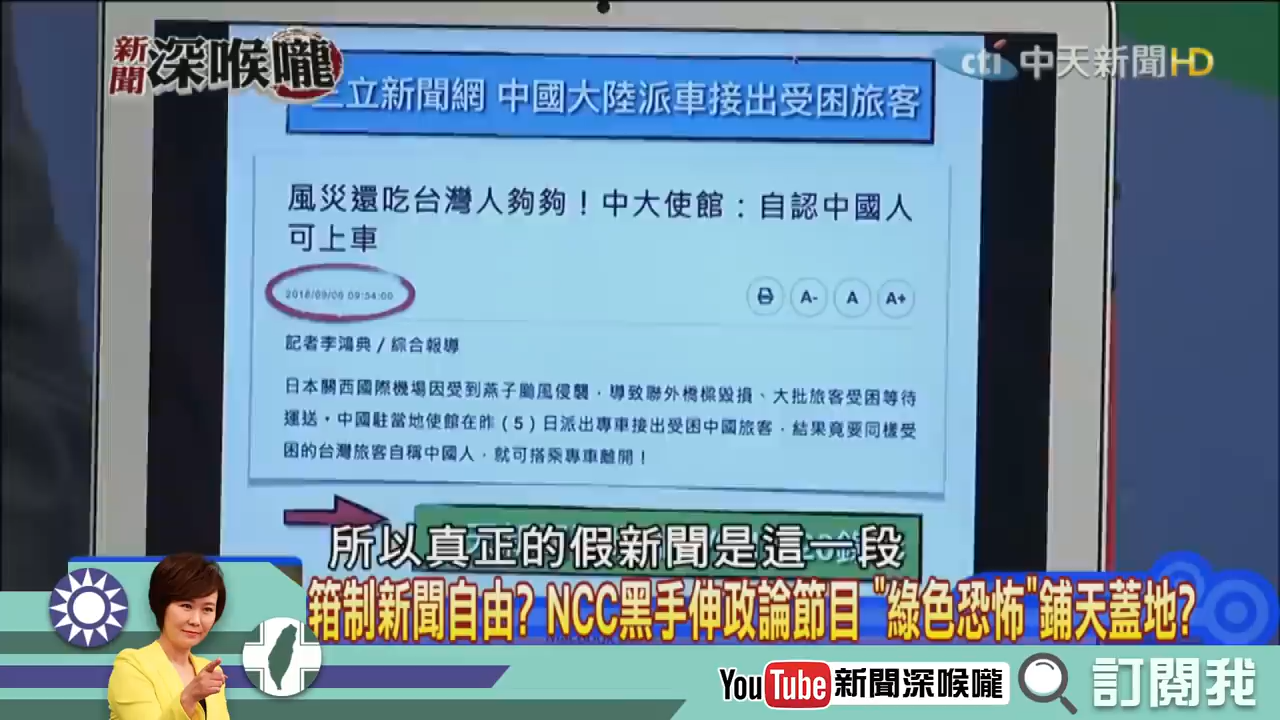 新聞深喉嚨
cti 中天新聞HD
三立新聞網 中國大陸派車接出受困旅客
風災還吃台灣人夠夠！中大使館：自認中國人
可上車
2018/09/06 09:54:00
A- A A+
記者李鴻典 / 綜合報導
日本關西國際機場因受到燕子颱風侵襲，導致聯外橋樑毀損、大批旅客受困等待
運送。中國駐當地使館在昨（5）日派出專車接出受困中國旅客，結果竟要同樣受
困的台灣旅客自稱中國人，就可搭乘專車離開！
所以真正的假新聞是這一段
箝制新聞自由? NCC黑手伸政論節目 "綠色恐怖"鋪天蓋地?
YouTube 新聞深喉嚨 訂閱我